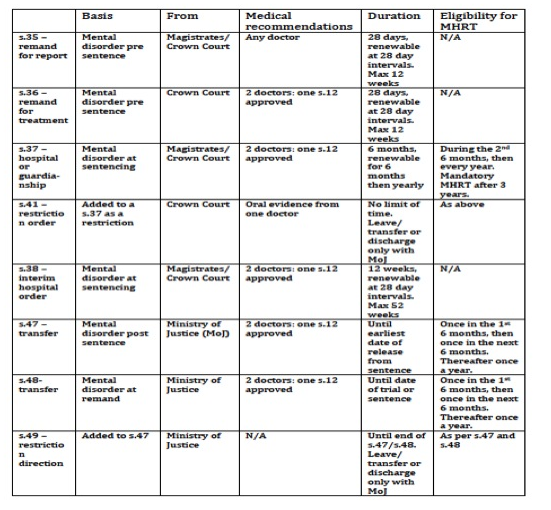 Basis
From
Medical
recommendations
Duration
Eligibility for
MHRT
s.35 –
remand
for report
Mental
disorder pre
sentence
Magistrates/
Crown Court
Any doctor
28 days,
renewable
at 28 day
intervals.
Max 12
weeks
N/A
s.36 –
remand
for
treatment
Mental
disorder pre
sentence
Crown Court
2 doctors: one s.12
approved
28 days,
renewable
at 28 day
intervals.
Max 12
weeks
N/A
s.37 –
hospital
or
guardia-
nship
Mental
disorder at
sentencing
Magistrates/
Crown Court
2 doctors: one s.12
approved
6 months,
renewable
for 6
months
then yearly
During the 2nd
6 months, then
every year.
Mandatory
MHRT after 3
years.
s.41 –
restrictio
n order
Added to a
s.37 as a
restriction
Crown Court
Oral evidence from
one doctor
No limit of
time.
Leave/
transfer or
discharge
only with
MoJ
As above
s.38 –
interim
hospital
order
Mental
disorder at
sentencing
Magistrates/
Crown Court
2 doctors: one s.12
approved
12 weeks,
renewable
at 28 day
intervals.
Max 52
weeks
N/A
s.47 –
transfer
Mental
disorder post
sentence
Ministry of
Justice (MoJ)
2 doctors: one s.12
approved
Until
earliest
date of
release
from
sentence
Once in the 1st
6 months, then
once in the next
6 months.
Thereafter once
a year.
s.48-
transfer
Mental
disorder at
remand
Ministry of
Justice
2 doctors: one s.12
approved
Until date
of trial or
sentence
Once in the 1st
6 months, then
once in the next
6 months.
Thereafter once
a year.
s.49 –
restrictio
n
direction
Added to s.47
Ministry of
Justice
N/A
Until end of
s.47/s.48.
Leave/
transfer or
discharge
only with
MoJ
As per s.47 and
s.48